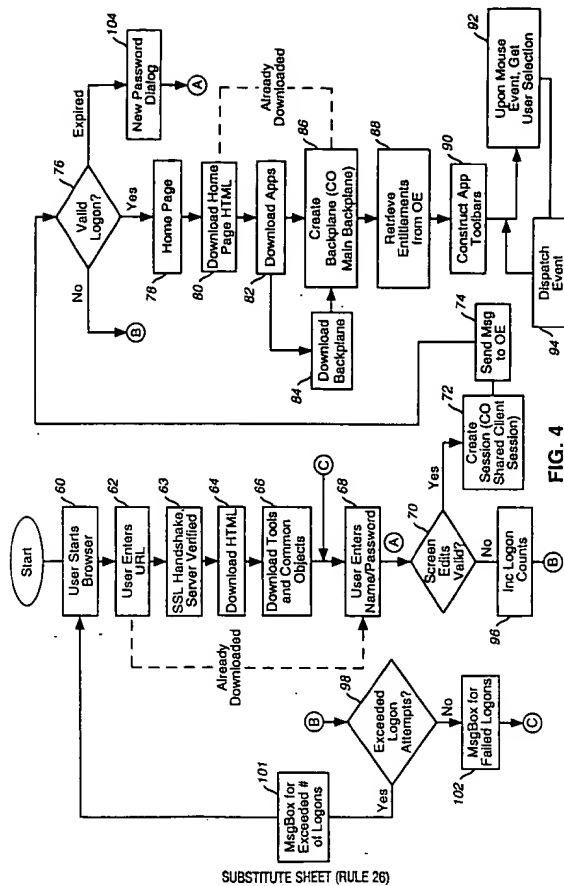 Start
60
User Starts
Browser
62
User Enters
URL
63
SSL Handshake,
Server Verified
64
Download HTML
66
Download Tools
and Common
Objects
C
68
User Enters
Name/Password
Already
Downloaded
A
70
Screen
Edits
Valid?
Yes
No
72
Create
Session (CO
Shared Client
Session)
74
Send Msg
to OE
96
Inc Logon
Counts
B
B
98
Exceeded
Logon
Attempts?
Yes
No
101
MsgBox for
Exceeded #
of Logons
102
MsgBox for
Failed Logons
C
76
Valid
Logon?
No
B
Yes
Expired
104
New Password
Dialog
A
78
Home Page
80
Download Home
Page HTML
82
Download Apps
84
Download
Backplane
Already
Downloaded
86
Create
Backplane (CO
Main Backplane)
88
Retrieve
Entitlements
from OE
90
Construct App
Toolbars
92
Upon Mouse
Event, Get
User Selection
94
Dispatch
Event
FIG. 4
SUBSTITUTE SHEET (RULE 26)